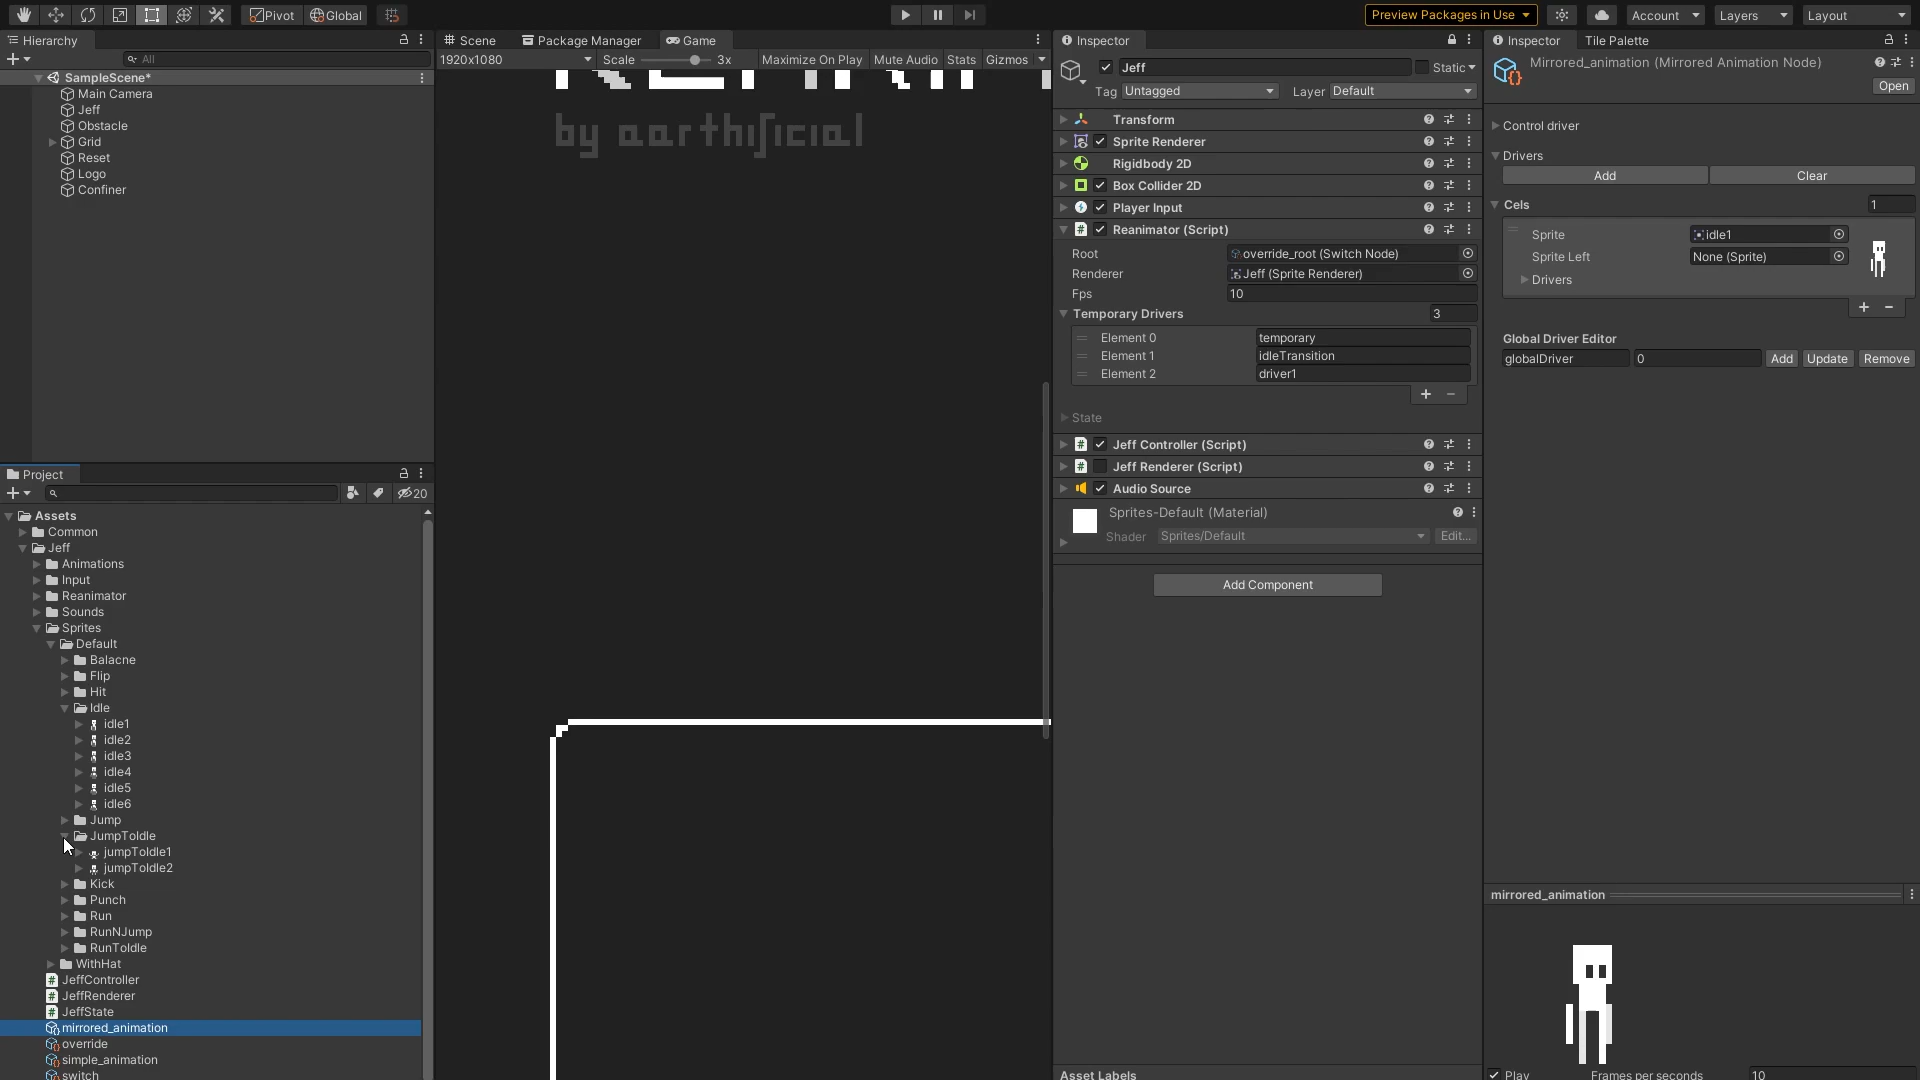 Pivot Global Preview Packages in Use Account Layers Layout
Hierarchy
All
SampleScene*
Main Camera
Jeff
Obstacle
Grid
Reset
Logo
Confiner
Scene Package Manager Game
1920x1080 Scale 3x Maximize On Play Mute Audio Stats Gizmos
by aarthificial
Inspector
Jeff Static
Tag Untagged Layer Default
Transform
Sprite Renderer
Rigidbody 2D
Box Collider 2D
Player Input
Reanimator (Script)
Root override_root (Switch Node)
Renderer Jeff (Sprite Renderer)
Fps 10
Temporary Drivers 3
Element 0 temporary
Element 1 idleTransition
Element 2 driver1
State
Jeff Controller (Script)
Jeff Renderer (Script)
Audio Source
Sprites-Default (Material)
Shader Sprites/Default Edit...
Add Component
Asset Labels
Inspector Tile Palette
Mirrored_animation (Mirrored Animation Node)
Open
Control driver
Drivers
Add Clear
Cels 1
Sprite idle1
Sprite Left None (Sprite)
Drivers
Global Driver Editor
globalDriver 0 Add Update Remove
mirrored_animation
Play Frames per seconds 10
Project
20
Assets
Common
Jeff
Animations
Input
Reanimator
Sounds
Sprites
Default
Balacne
Flip
Hit
Idle
idle1
idle2
idle3
idle4
idle5
idle6
Jump
JumpToIdle
jumpToIdle1
jumpToIdle2
Kick
Punch
Run
RunNJump
RunToIdle
WithHat
JeffController
JeffRenderer
JeffState
mirrored_animation
override
simple_animation
switch